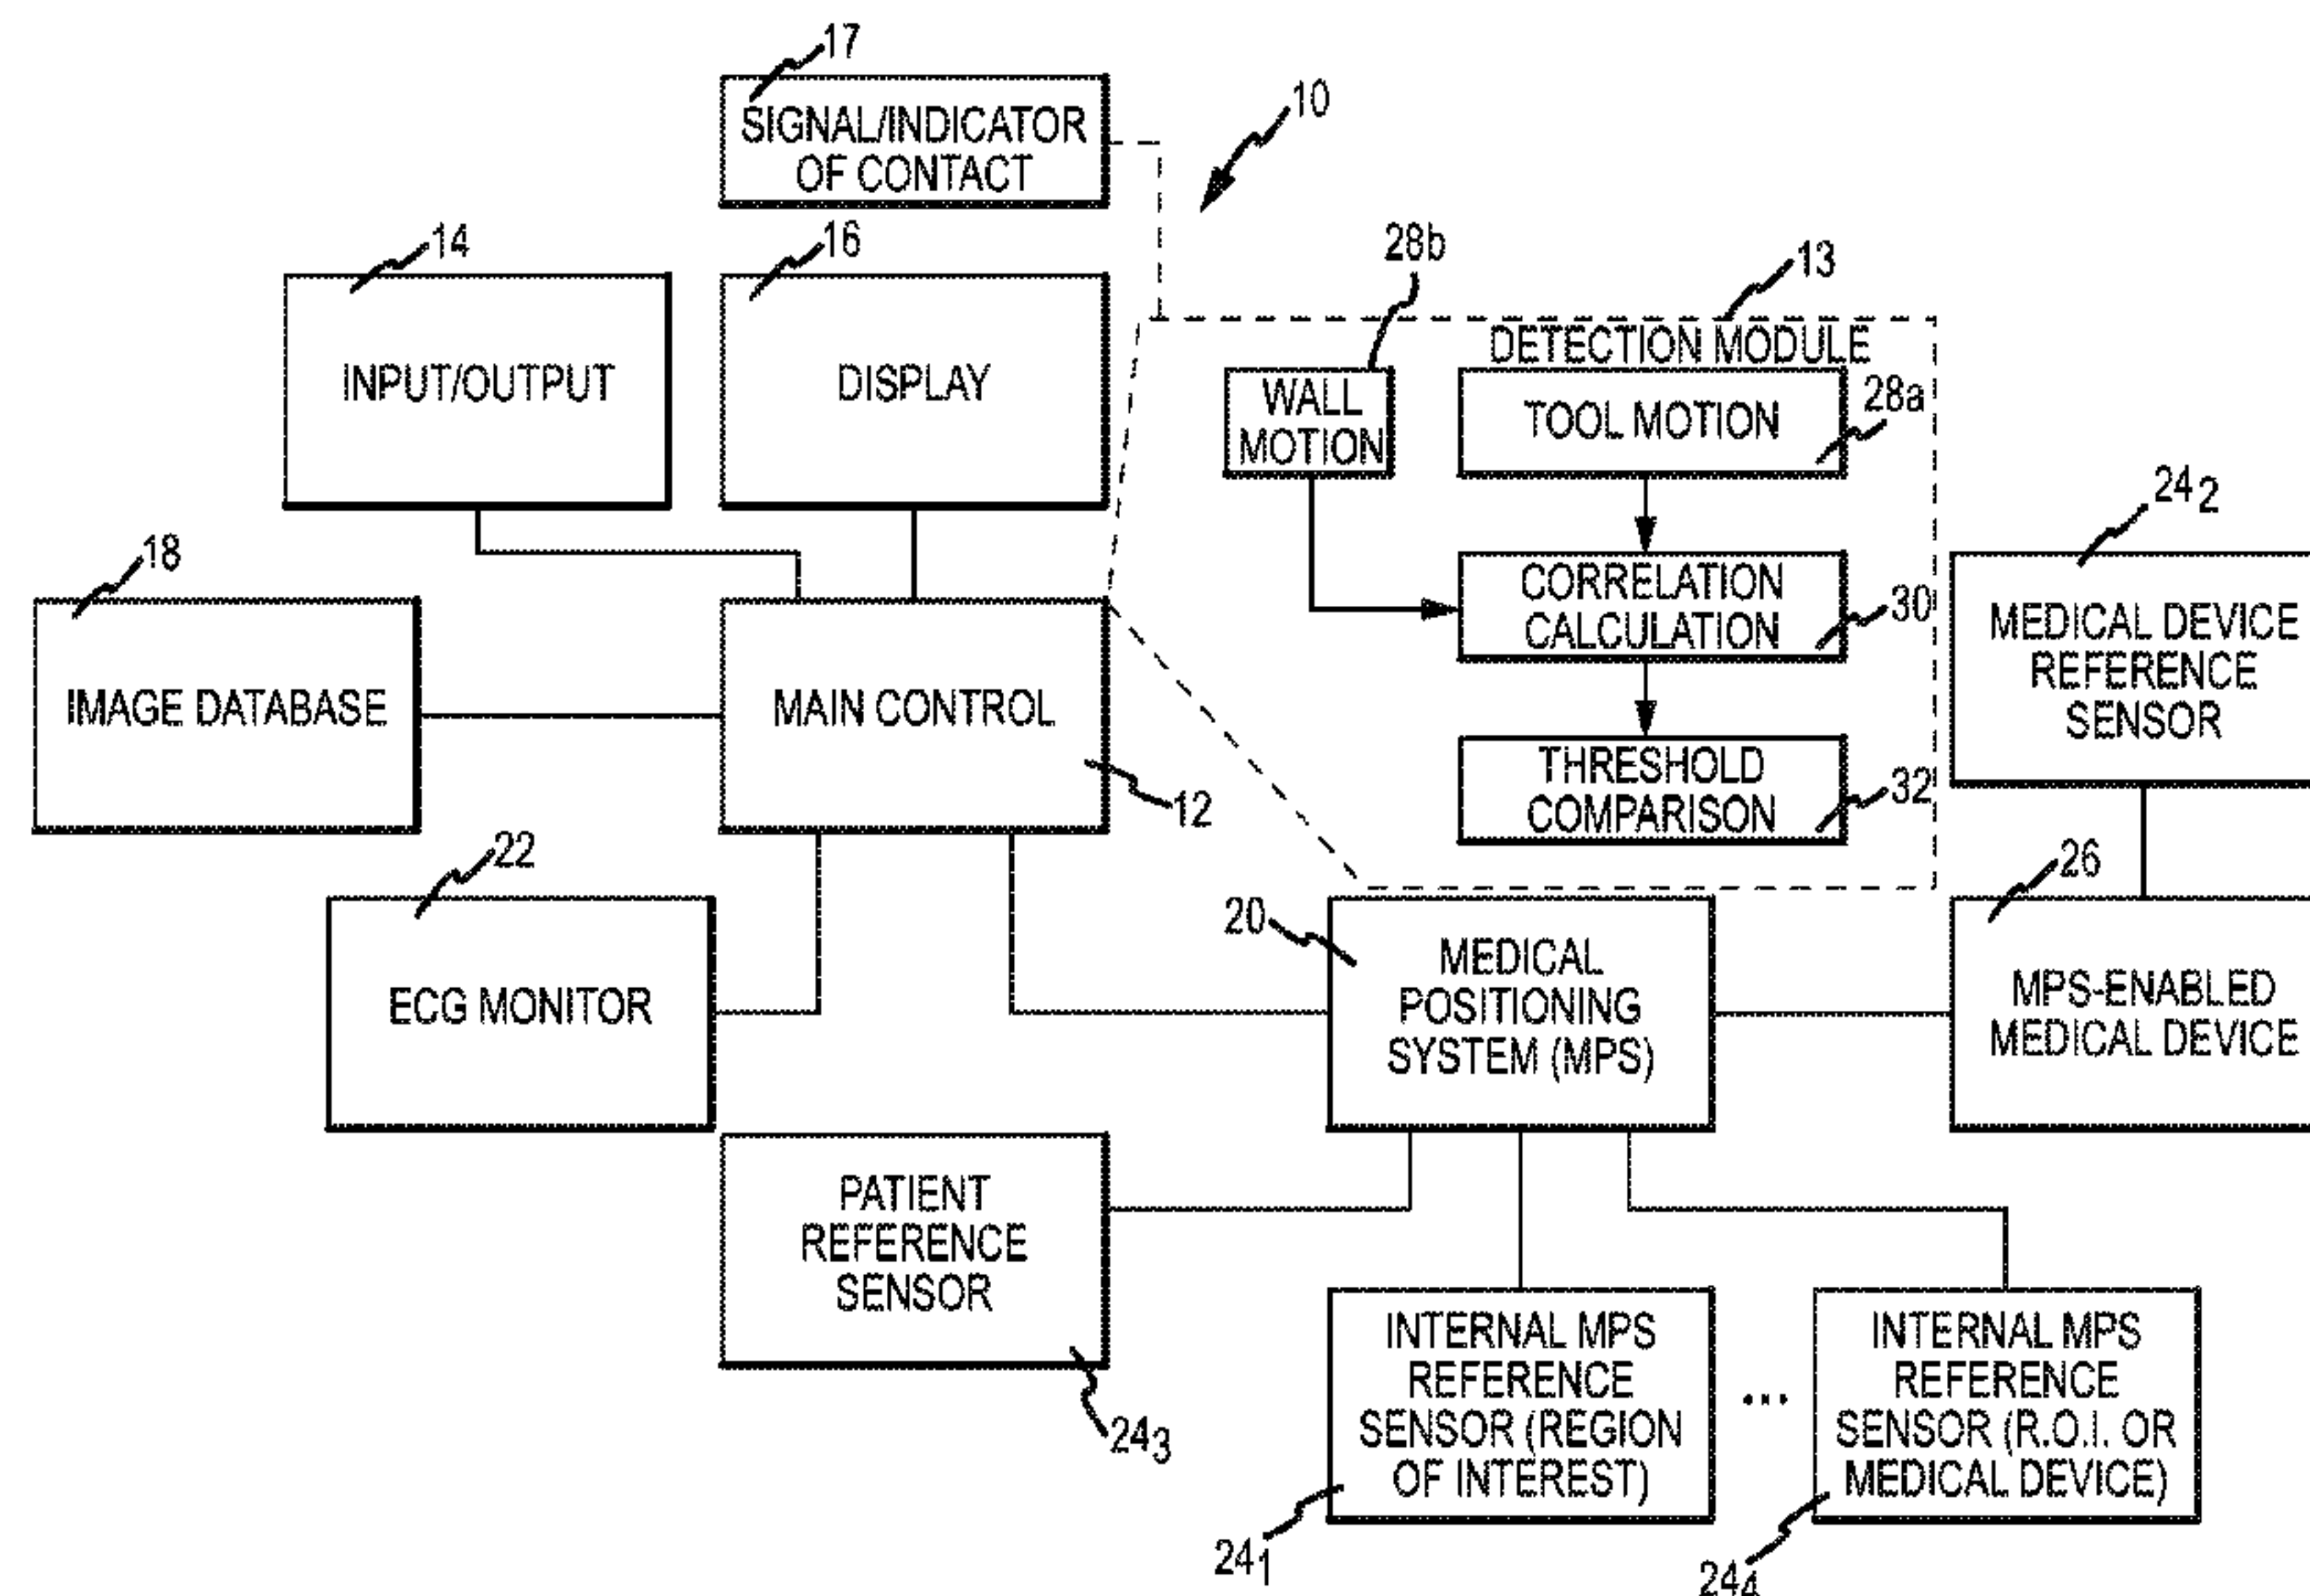 17
SIGNAL/INDICATOR
OF CONTACT
10
14
INPUT/OUTPUT
16
DISPLAY
28b
WALL
MOTION
13
DETECTION MODULE
TOOL MOTION
28a
CORRELATION
CALCULATION
30
THRESHOLD
COMPARISON
32
24₂
MEDICAL DEVICE
REFERENCE
SENSOR
18
IMAGE DATABASE
MAIN CONTROL
12
22
ECG MONITOR
20
MEDICAL
POSITIONING
SYSTEM (MPS)
26
MPS-ENABLED
MEDICAL DEVICE
PATIENT
REFERENCE
SENSOR
24₃
INTERNAL MPS
REFERENCE
SENSOR (REGION
OF INTEREST)
24₁
...
INTERNAL MPS
REFERENCE
SENSOR (R.O.I. OR
MEDICAL DEVICE)
24₄